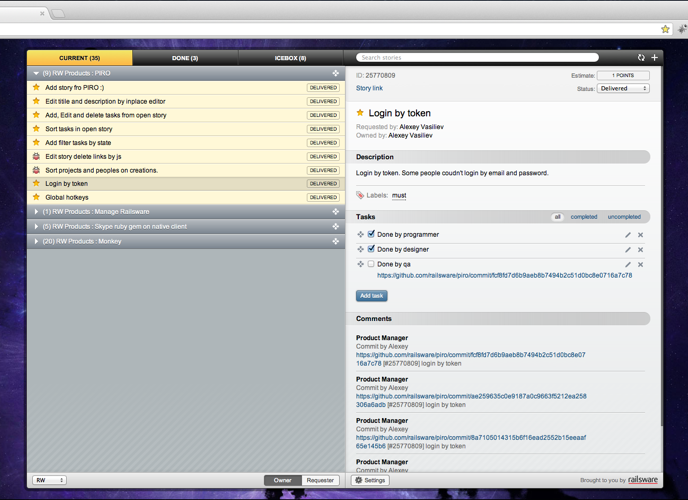 CURRENT (35)
DONE (3)
ICEBOX (8)
Search stories
(9) RW Products : PIRO
Add story fro PIRO :)
DELIVERED
Edit titile and description by inplace editor
DELIVERED
Add, Edit and delete tasks from open story
DELIVERED
Sort tasks in open story
DELIVERED
Add filter tasks by state
DELIVERED
Edit story delete links by js
DELIVERED
Sort projects and peoples on creations.
DELIVERED
Login by token
DELIVERED
Global hotkeys
DELIVERED
(1) RW Products : Manage Railsware
(5) RW Products : Skype ruby gem on native client
(20) RW Products : Monkey
RW
Owner
Requester
ID: 25770809
Estimate:
1 POINTS
Story link
Status:
Delivered
Login by token
Requested by: Alexey Vasiliev
Owned by: Alexey Vasiliev
Description
Login by token. Some people coudn't login by email and password.
Labels: must
Tasks
all
completed
uncompleted
Done by programmer
Done by designer
Done by qa
https://github.com/railsware/piro/commit/fcf8fd7d6b9aeb8b7494b2c51d0bc8e0716a7c78
Add task
Comments
Product Manager
Commit by Alexey
https://github.com/railsware/piro/commit/fcf8fd7d6b9aeb8b7494b2c51d0bc8e07
16a7c78 [#25770809] login by token
Product Manager
Commit by Alexey
https://github.com/railsware/piro/commit/ae259635c0e9187a0c9663f5212ea258
306a6adb [#25770809] login by token
Product Manager
Commit by Alexey
https://github.com/railsware/piro/commit/8a7105014315b6f16ead2552b15eeaaf
65e145b6 [#25770809] login by token
Product Manager
Commit by Alexey
Settings
Brought to you by railsware